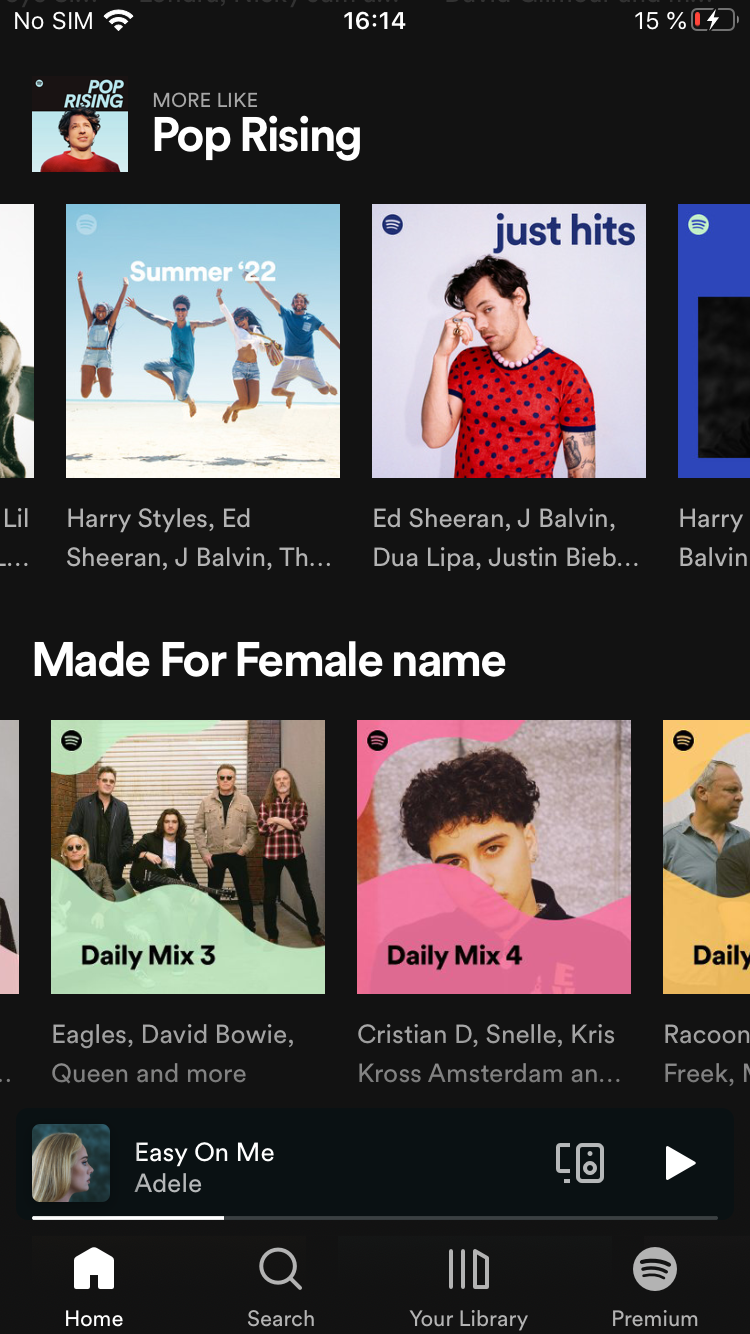 No SIM
16:14
15 %
POP
RISING
MORE LIKE
Pop Rising
Summer ‘22
just hits
Lil
L...
Harry Styles, Ed
Sheeran, J Balvin, Th...
Ed Sheeran, J Balvin,
Dua Lipa, Justin Bieb...
Harry
Balvin
Made For Female name
Daily Mix 3
Daily Mix 4
Daily
Eagles, David Bowie,
Queen and more
Cristian D, Snelle, Kris
Kross Amsterdam an...
Racoon
Freek, M
Easy On Me
Adele
Home
Search
Your Library
Premium